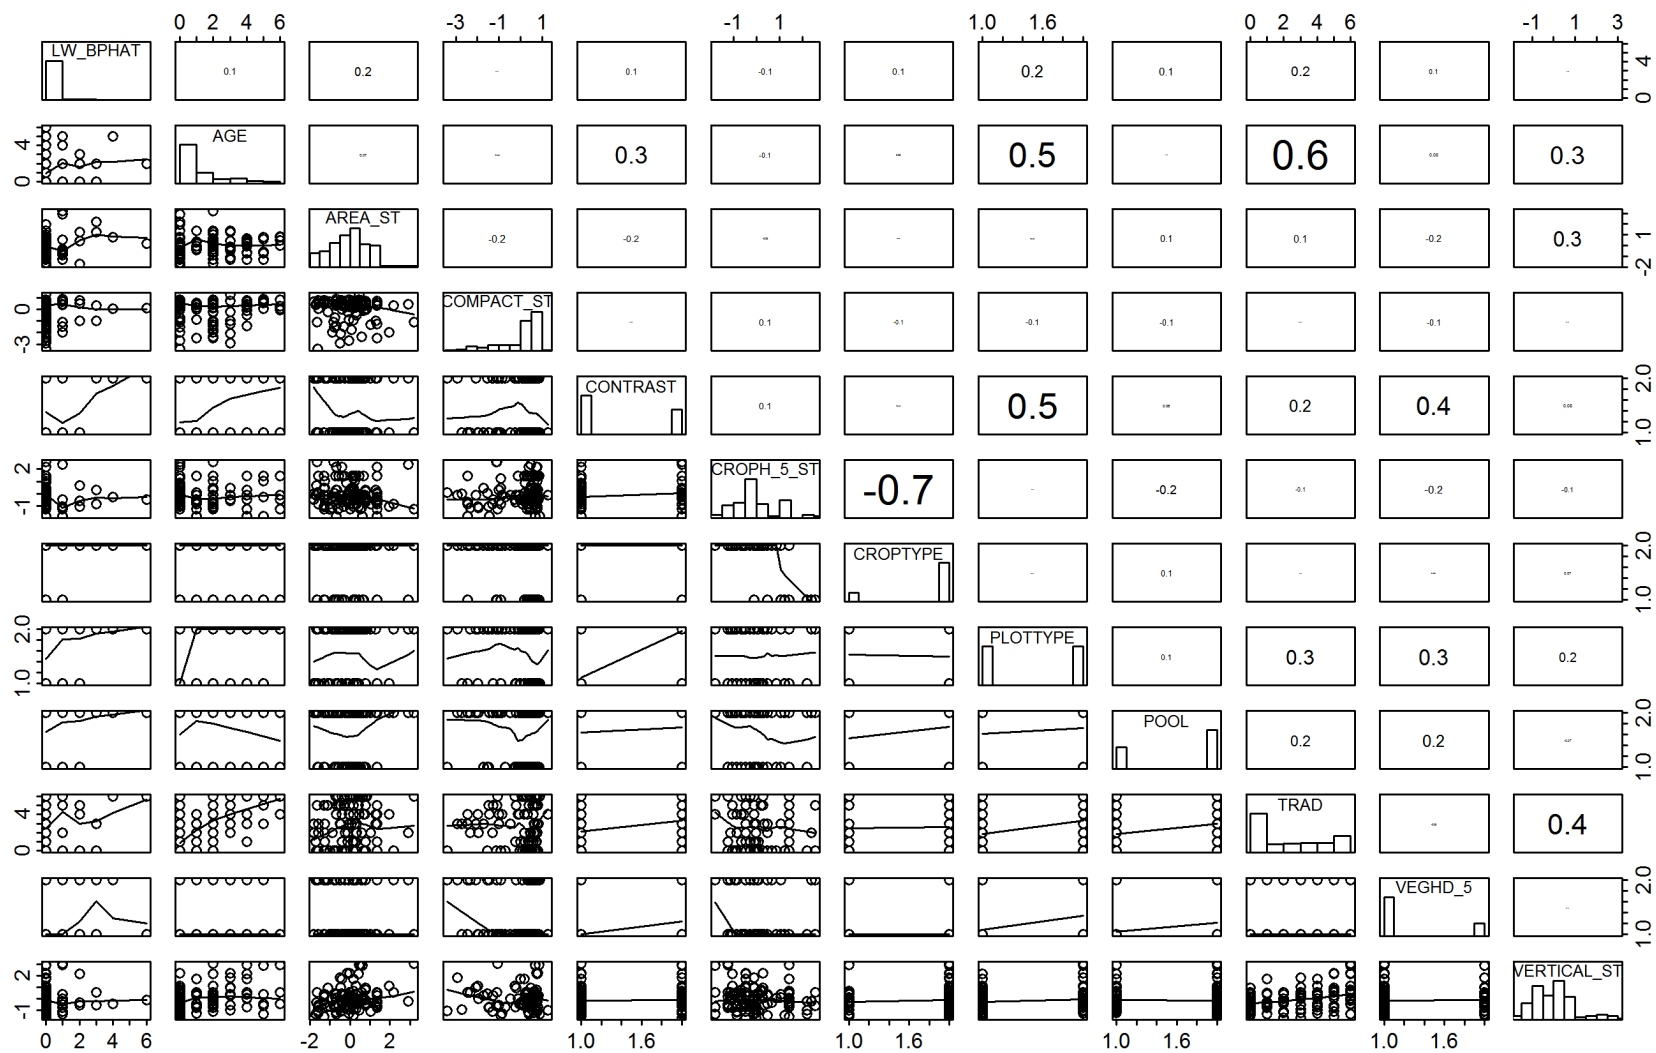 0 2 4 6 -3 -1 1 -1 1 1.0 1.6 0 2 4 6 -1 1 3
LW_BPHAT 0.1 0.2 0.1 -0.1 0.1 0.2 0.1 0.2 0.1 0 4
0 4 AGE 0.3 -0.1 0.5 0.6 0.3
AREA_ST -0.2 -0.2 0.1 0.1 -0.2 0.3 -2 1
-3 0 COMPACT_ST 0.1 -0.1 -0.1 -0.1 -0.1
CONTRAST 0.1 0.5 0.2 0.4 1.0 2.0
-1 2 CROPH_5_ST -0.7 -0.2 -0.1 -0.2 -0.1
CROPTYPE 0.1 1.0 2.0
1.0 2.0 PLOTTYPE 0.1 0.3 0.3 0.2
POOL 0.2 0.2 1.0 2.0
0 4 TRAD 0.4
VEGHD_5 1.0 2.0
-1 2 VERTICAL_ST
0 2 4 6 -2 0 2 1.0 1.6 1.0 1.6 1.0 1.6 1.0 1.6